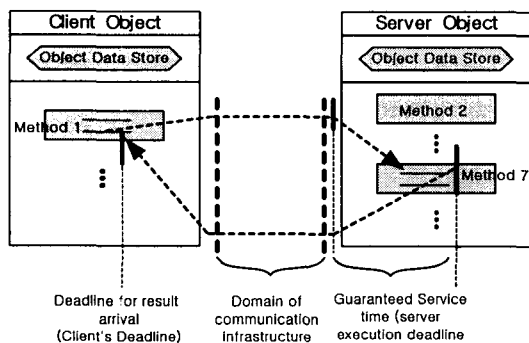 Client Object
Server Object
Object Data Store
Object Data Store
Method 1
Method 2
Method 7
Deadline for result
arrival
(Client's Deadline)
Domain of
communication
infrastructure
Guaranteed Service
time (server
execution deadline